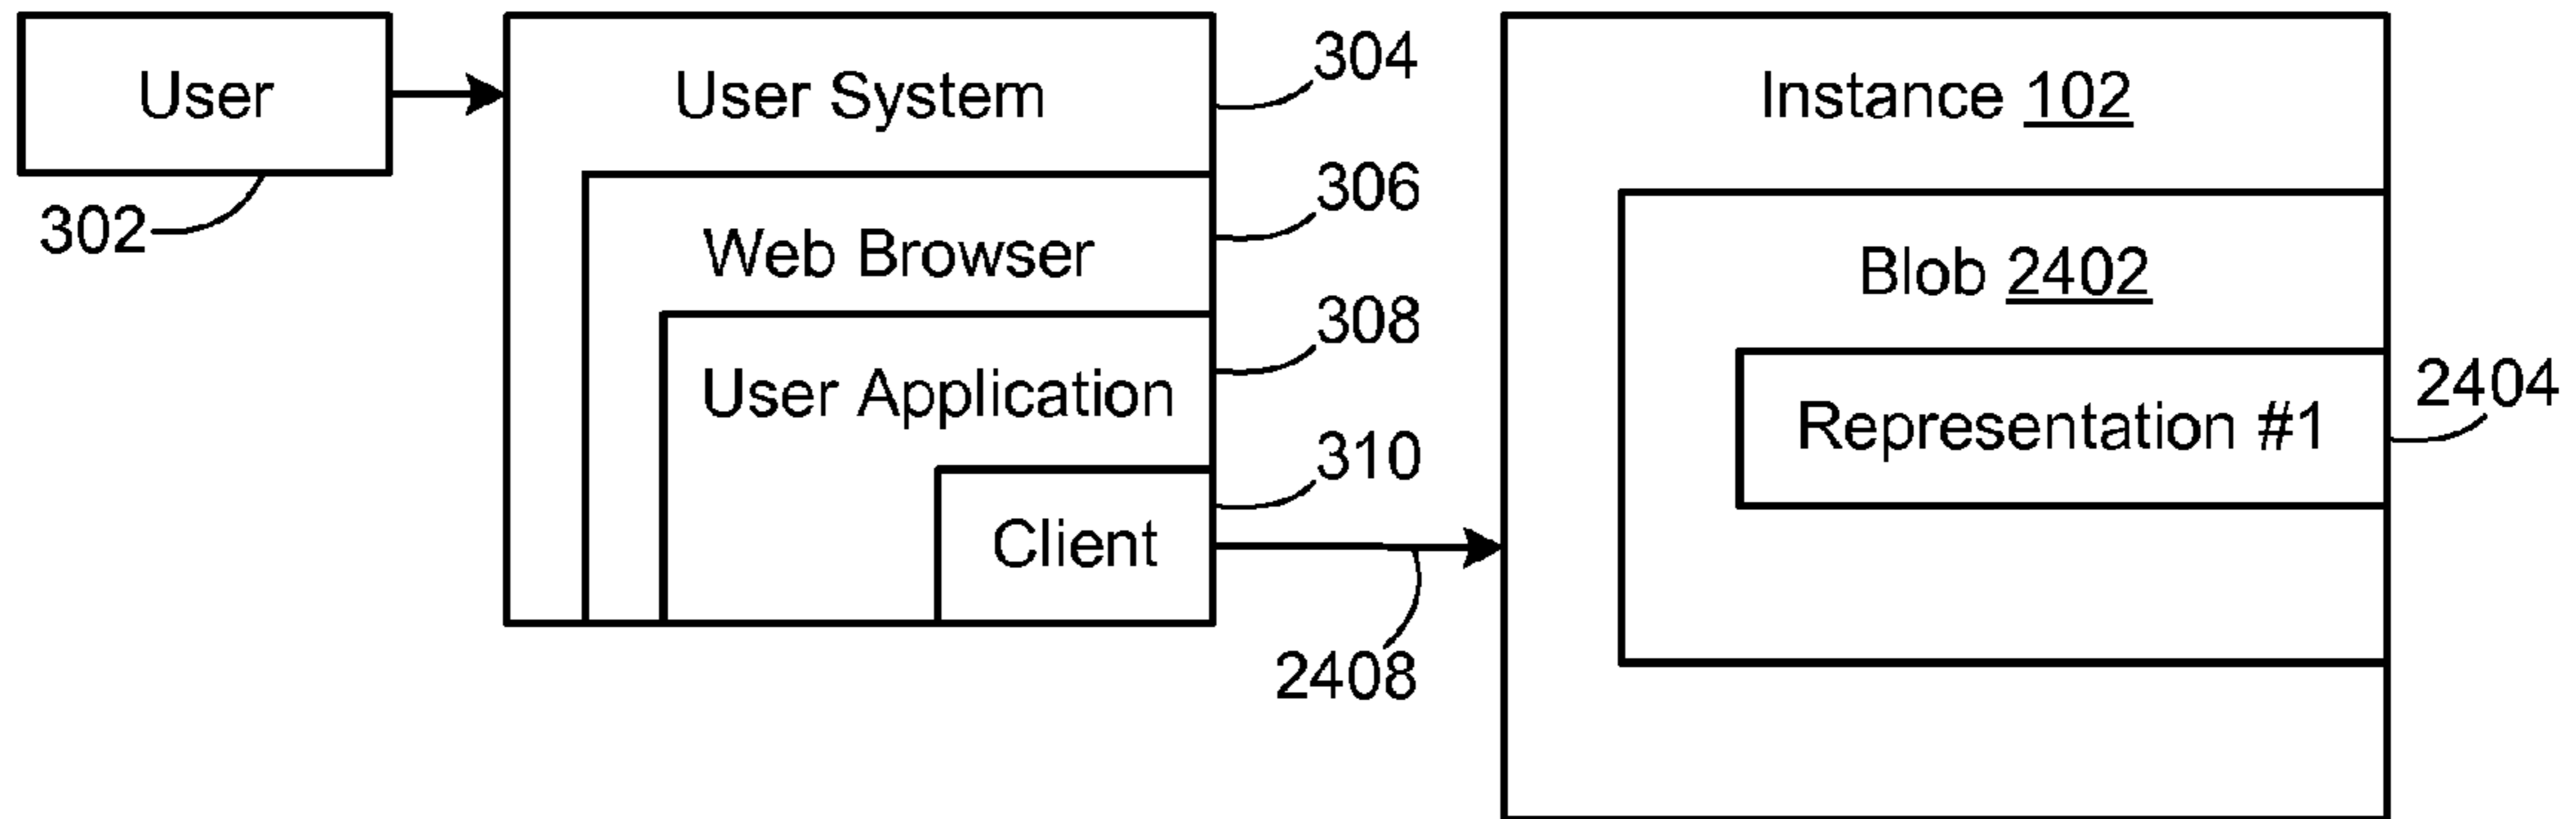 User
302
User System
304
Web Browser
306
User Application
308
Client
310
2408
Instance 102
Blob 2402
Representation #1
2404